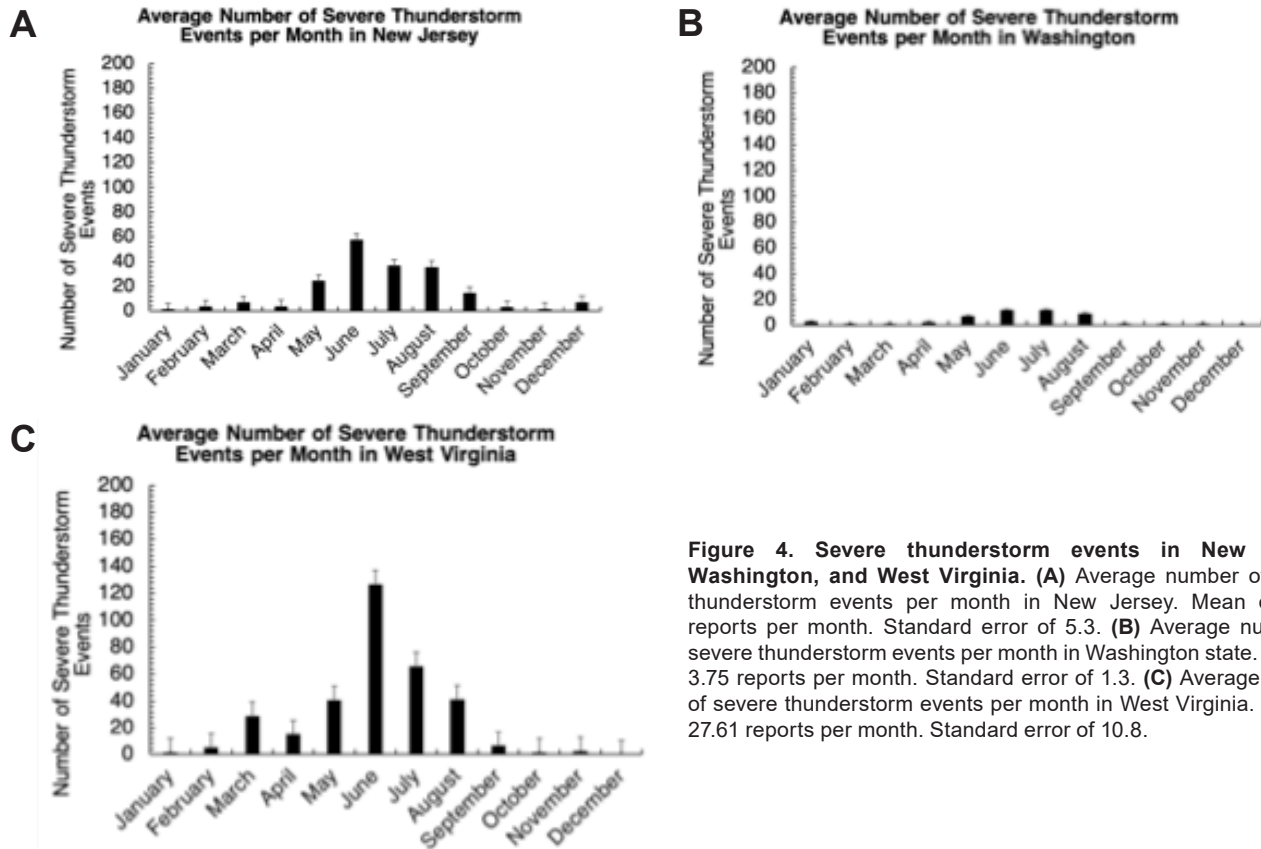 A
Average Number of Severe Thunderstorm
Events per Month in New Jersey
Number of Severe Thunderstorm
Events
200
180
160
140
120
100
80
60
40
20
0
January
February
March
April
May
June
July
August
September
October
November
December
B
Average Number of Severe Thunderstorm
Events per Month in Washington
Number of Severe Thunderstorm
Events
200
180
160
140
120
100
80
60
40
20
0
January
February
March
April
May
June
July
August
September
October
November
December
C
Average Number of Severe Thunderstorm
Events per Month in West Virginia
Number of Severe Thunderstorm
Events
200
180
160
140
120
100
80
60
40
20
0
January
February
March
April
May
June
July
August
September
October
November
December
Figure 4. Severe thunderstorm events in New
Washington, and West Virginia. (A) Average number o
thunderstorm events per month in New Jersey. Mean
reports per month. Standard error of 5.3. (B) Average nu
severe thunderstorm events per month in Washington state.
3.75 reports per month. Standard error of 1.3. (C) Average
of severe thunderstorm events per month in West Virginia.
27.61 reports per month. Standard error of 10.8.